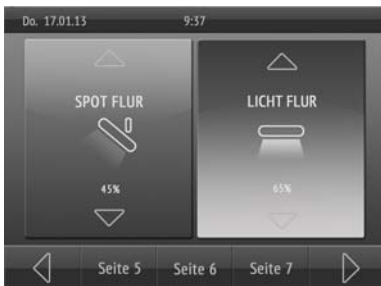 Do. 17.01.13 9:37
SPOT FLUR
LICHT FLUR
45%
65%
Seite 5 Seite 6 Seite 7